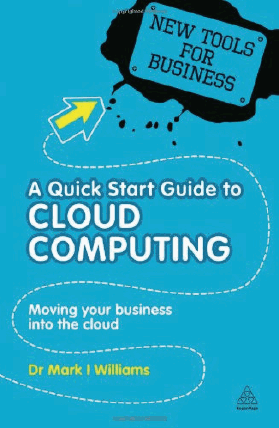 NEW TOOLS
FOR
BUSINESS
A Quick Start Guide to
CLOUD
COMPUTING
Moving your business
into the cloud
Dr Mark I Williams